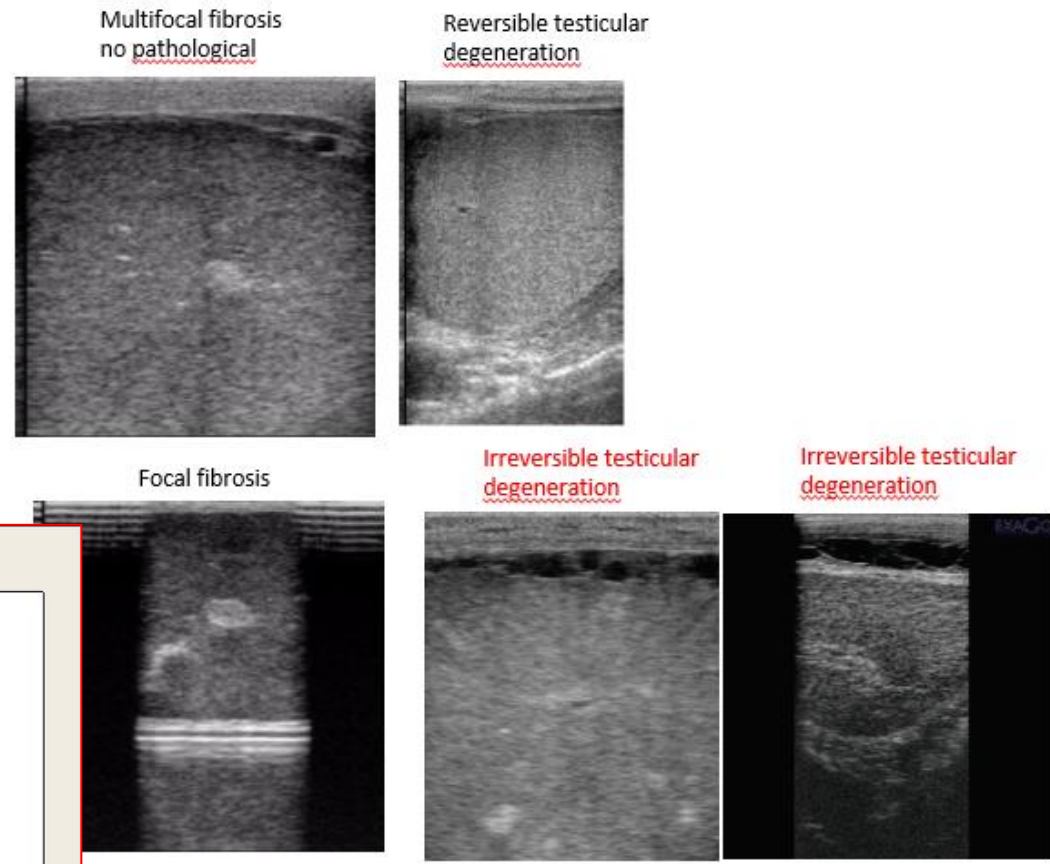 Multifocal fibrosis
no pathological
Reversible testicular
degeneration
Focal fibrosis
Irreversible testicular
degeneration
Irreversible testicular
degeneration